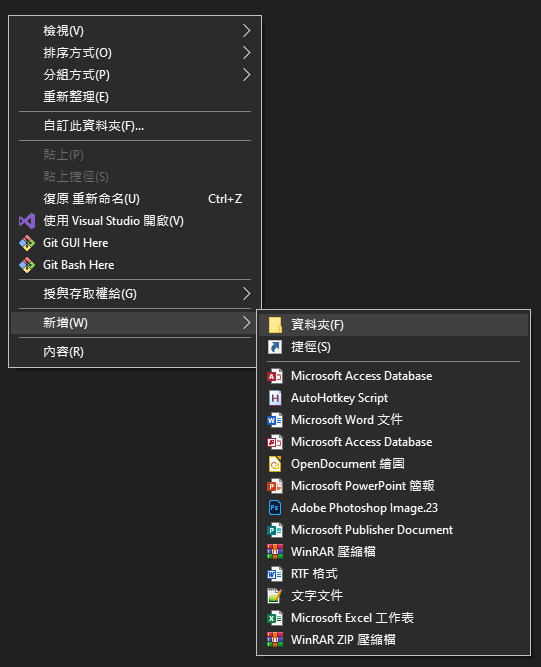 檢視(V)
排序方式(O)
分組方式(P)
重新整理(E)
自訂此資料夾(F)...
貼上(P)
貼上捷徑(S)
復原 重新命名(U) Ctrl+Z
使用 Visual Studio 開啟(V)
Git GUI Here
Git Bash Here
授與存取權給(G)
新增(W)
內容(R)
資料夾(F)
捷徑(S)
Microsoft Access Database
AutoHotkey Script
Microsoft Word 文件
Microsoft Access Database
OpenDocument 繪圖
Microsoft PowerPoint 簡報
Adobe Photoshop Image.23
Microsoft Publisher Document
WinRAR 壓縮檔
RTF 格式
文字文件
Microsoft Excel 工作表
WinRAR ZIP 壓縮檔